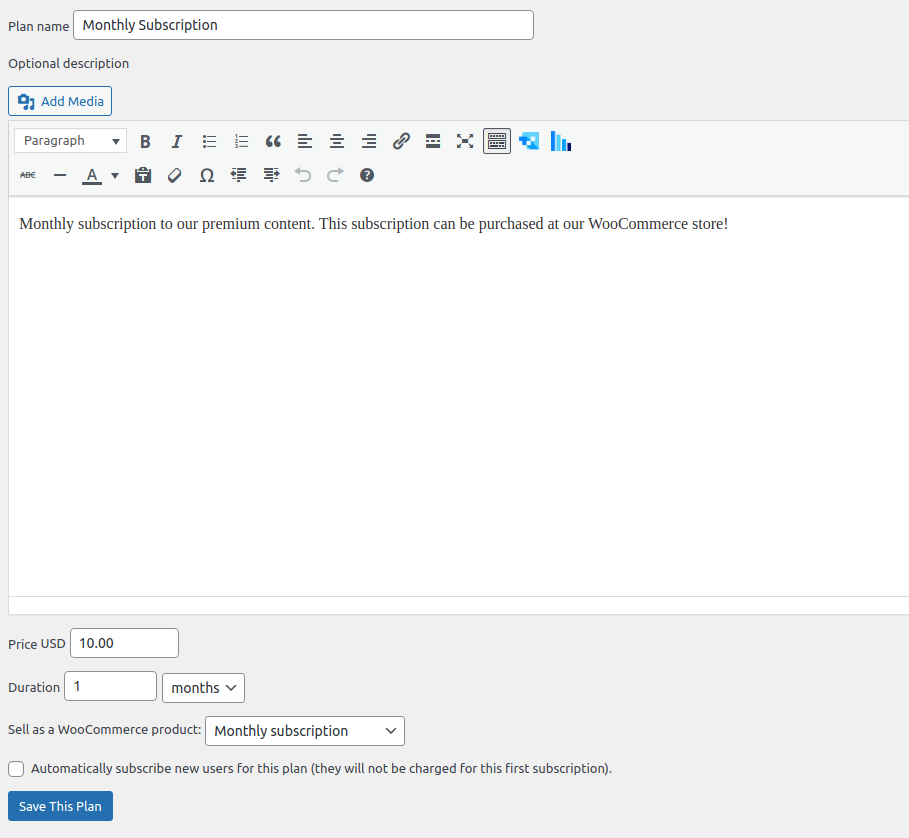 Plan name Monthly Subscription
Optional description
Add Media
Paragraph B I
ABC A Ω
Monthly subscription to our premium content. This subscription can be purchased at our WooCommerce store!
Price USD 10.00
Duration 1 months
Sell as a WooCommerce product: Monthly subscription
Automatically subscribe new users for this plan (they will not be charged for this first subscription).
Save This Plan